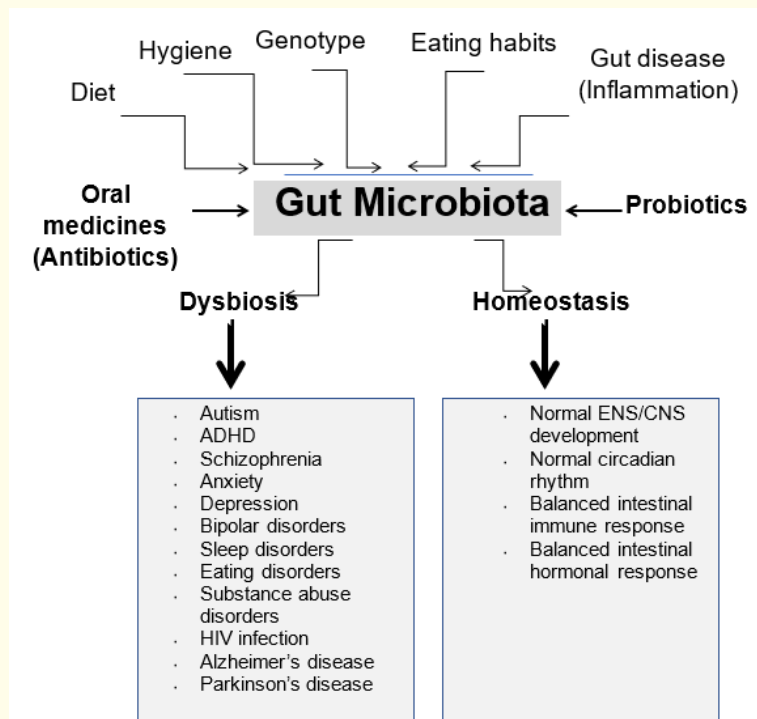 Diet
Hygiene
Genotype
Eating habits
Gut disease
(Inflammation)
Oral
medicines
(Antibiotics)
Gut Microbiota
Probiotics
Dysbiosis
Homeostasis
· Autism
· ADHD
· Schizophrenia
· Anxiety
· Depression
· Bipolar disorders
· Sleep disorders
· Eating disorders
· Substance abuse
disorders
· HIV infection
· Alzheimer’s disease
· Parkinson’s disease
· Normal ENS/CNS
development
· Normal circadian
rhythm
· Balanced intestinal
immune response
· Balanced intestinal
hormonal response